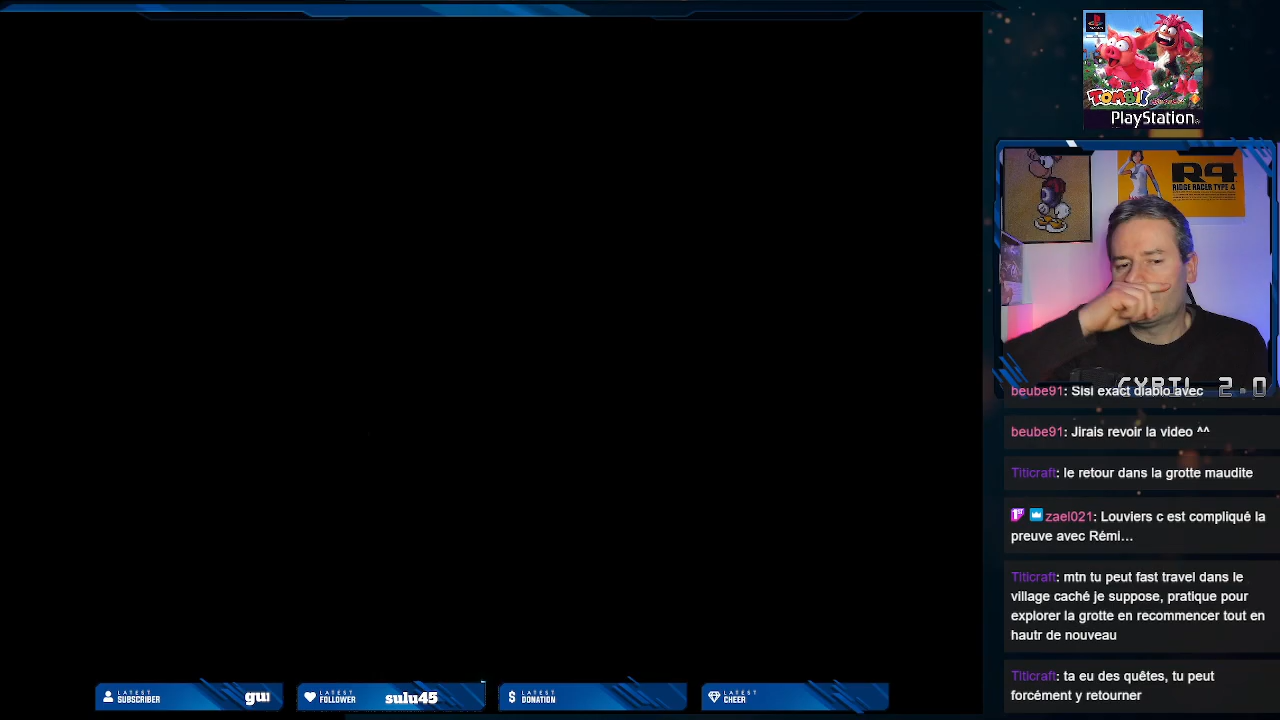 TOMBI!
PlayStation
R4
RIDGE RACER TYPE 4
CYRIL 2.0
beube91: Sisi exact diablo avec
beube91: Jirais revoir la video ^^
Titicraft: le retour dans la grotte maudite
zael021: Louviers c est compliqué la
preuve avec Rémi…
Titicraft: mtn tu peut fast travel dans le
village caché je suppose, pratique pour
explorer la grotte en recommencer tout en
hautr de nouveau
Titicraft: ta eu des quêtes, tu peut
forcément y retourner
LATEST
SUBSCRIBER
gui
LATEST
FOLLOWER
sulu45
LATEST
DONATION
LATEST
CHEER